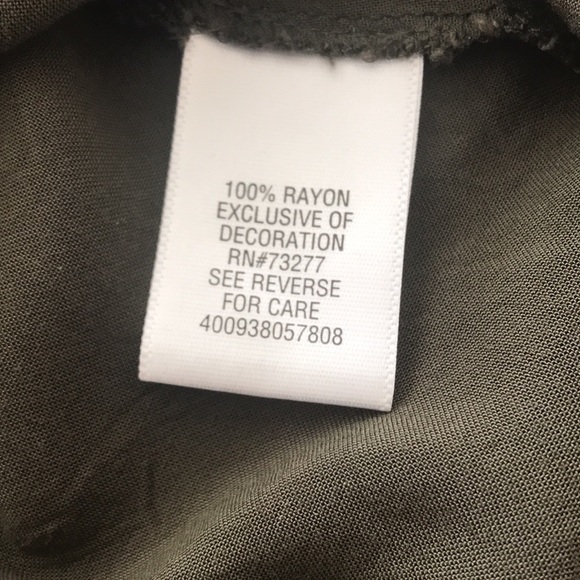 100% RAYON
EXCLUSIVE OF
DECORATION
RN#73277
SEE REVERSE
FOR CARE
400938057808